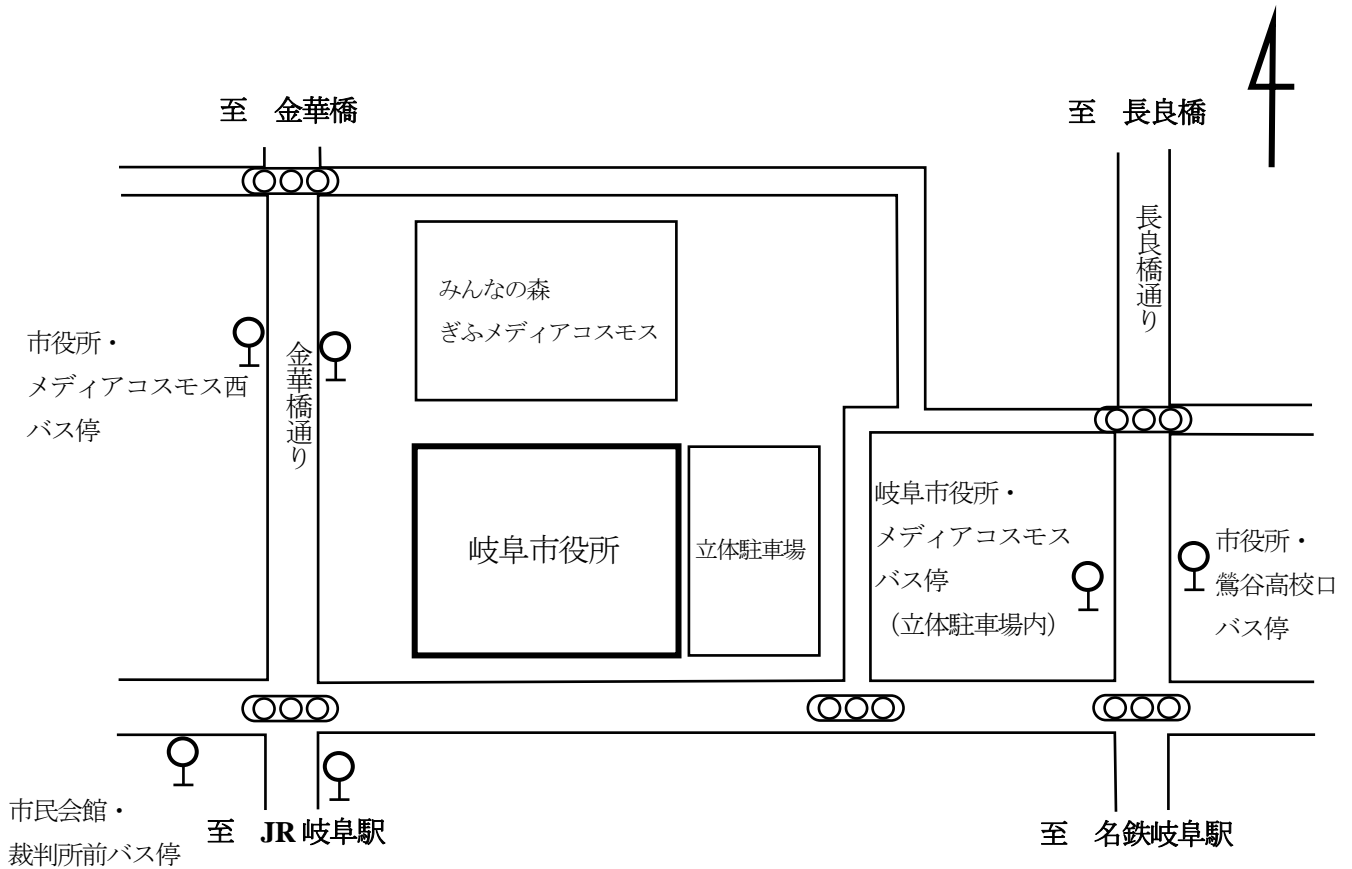 至　金華橋
至　長良橋
長良橋通り
みんなの森
ぎふメディアコスモス
市役所・
メディアコスモス西
バス停
金華橋通り
岐阜市役所
立体駐車場
岐阜市役所・
メディアコスモス
バス停
（立体駐車場内）
市役所・
鶯谷高校口
バス停
市民会館・
裁判所前バス停
至　JR 岐阜駅
至　名鉄岐阜駅